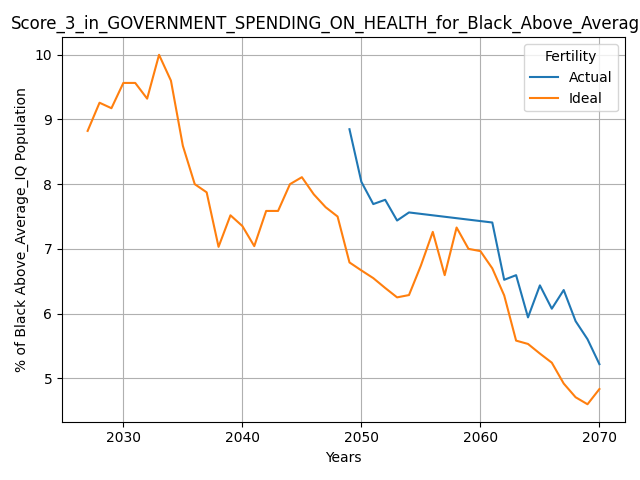 Score_3_in_GOVERNMENT_SPENDING_ON_HEALTH_for_Black_Above_Averag
Fertility
Actual
Ideal
% of Black Above_Average_IQ Population
10
9
8
7
6
5
2030 2040 2050 2060 2070
Years